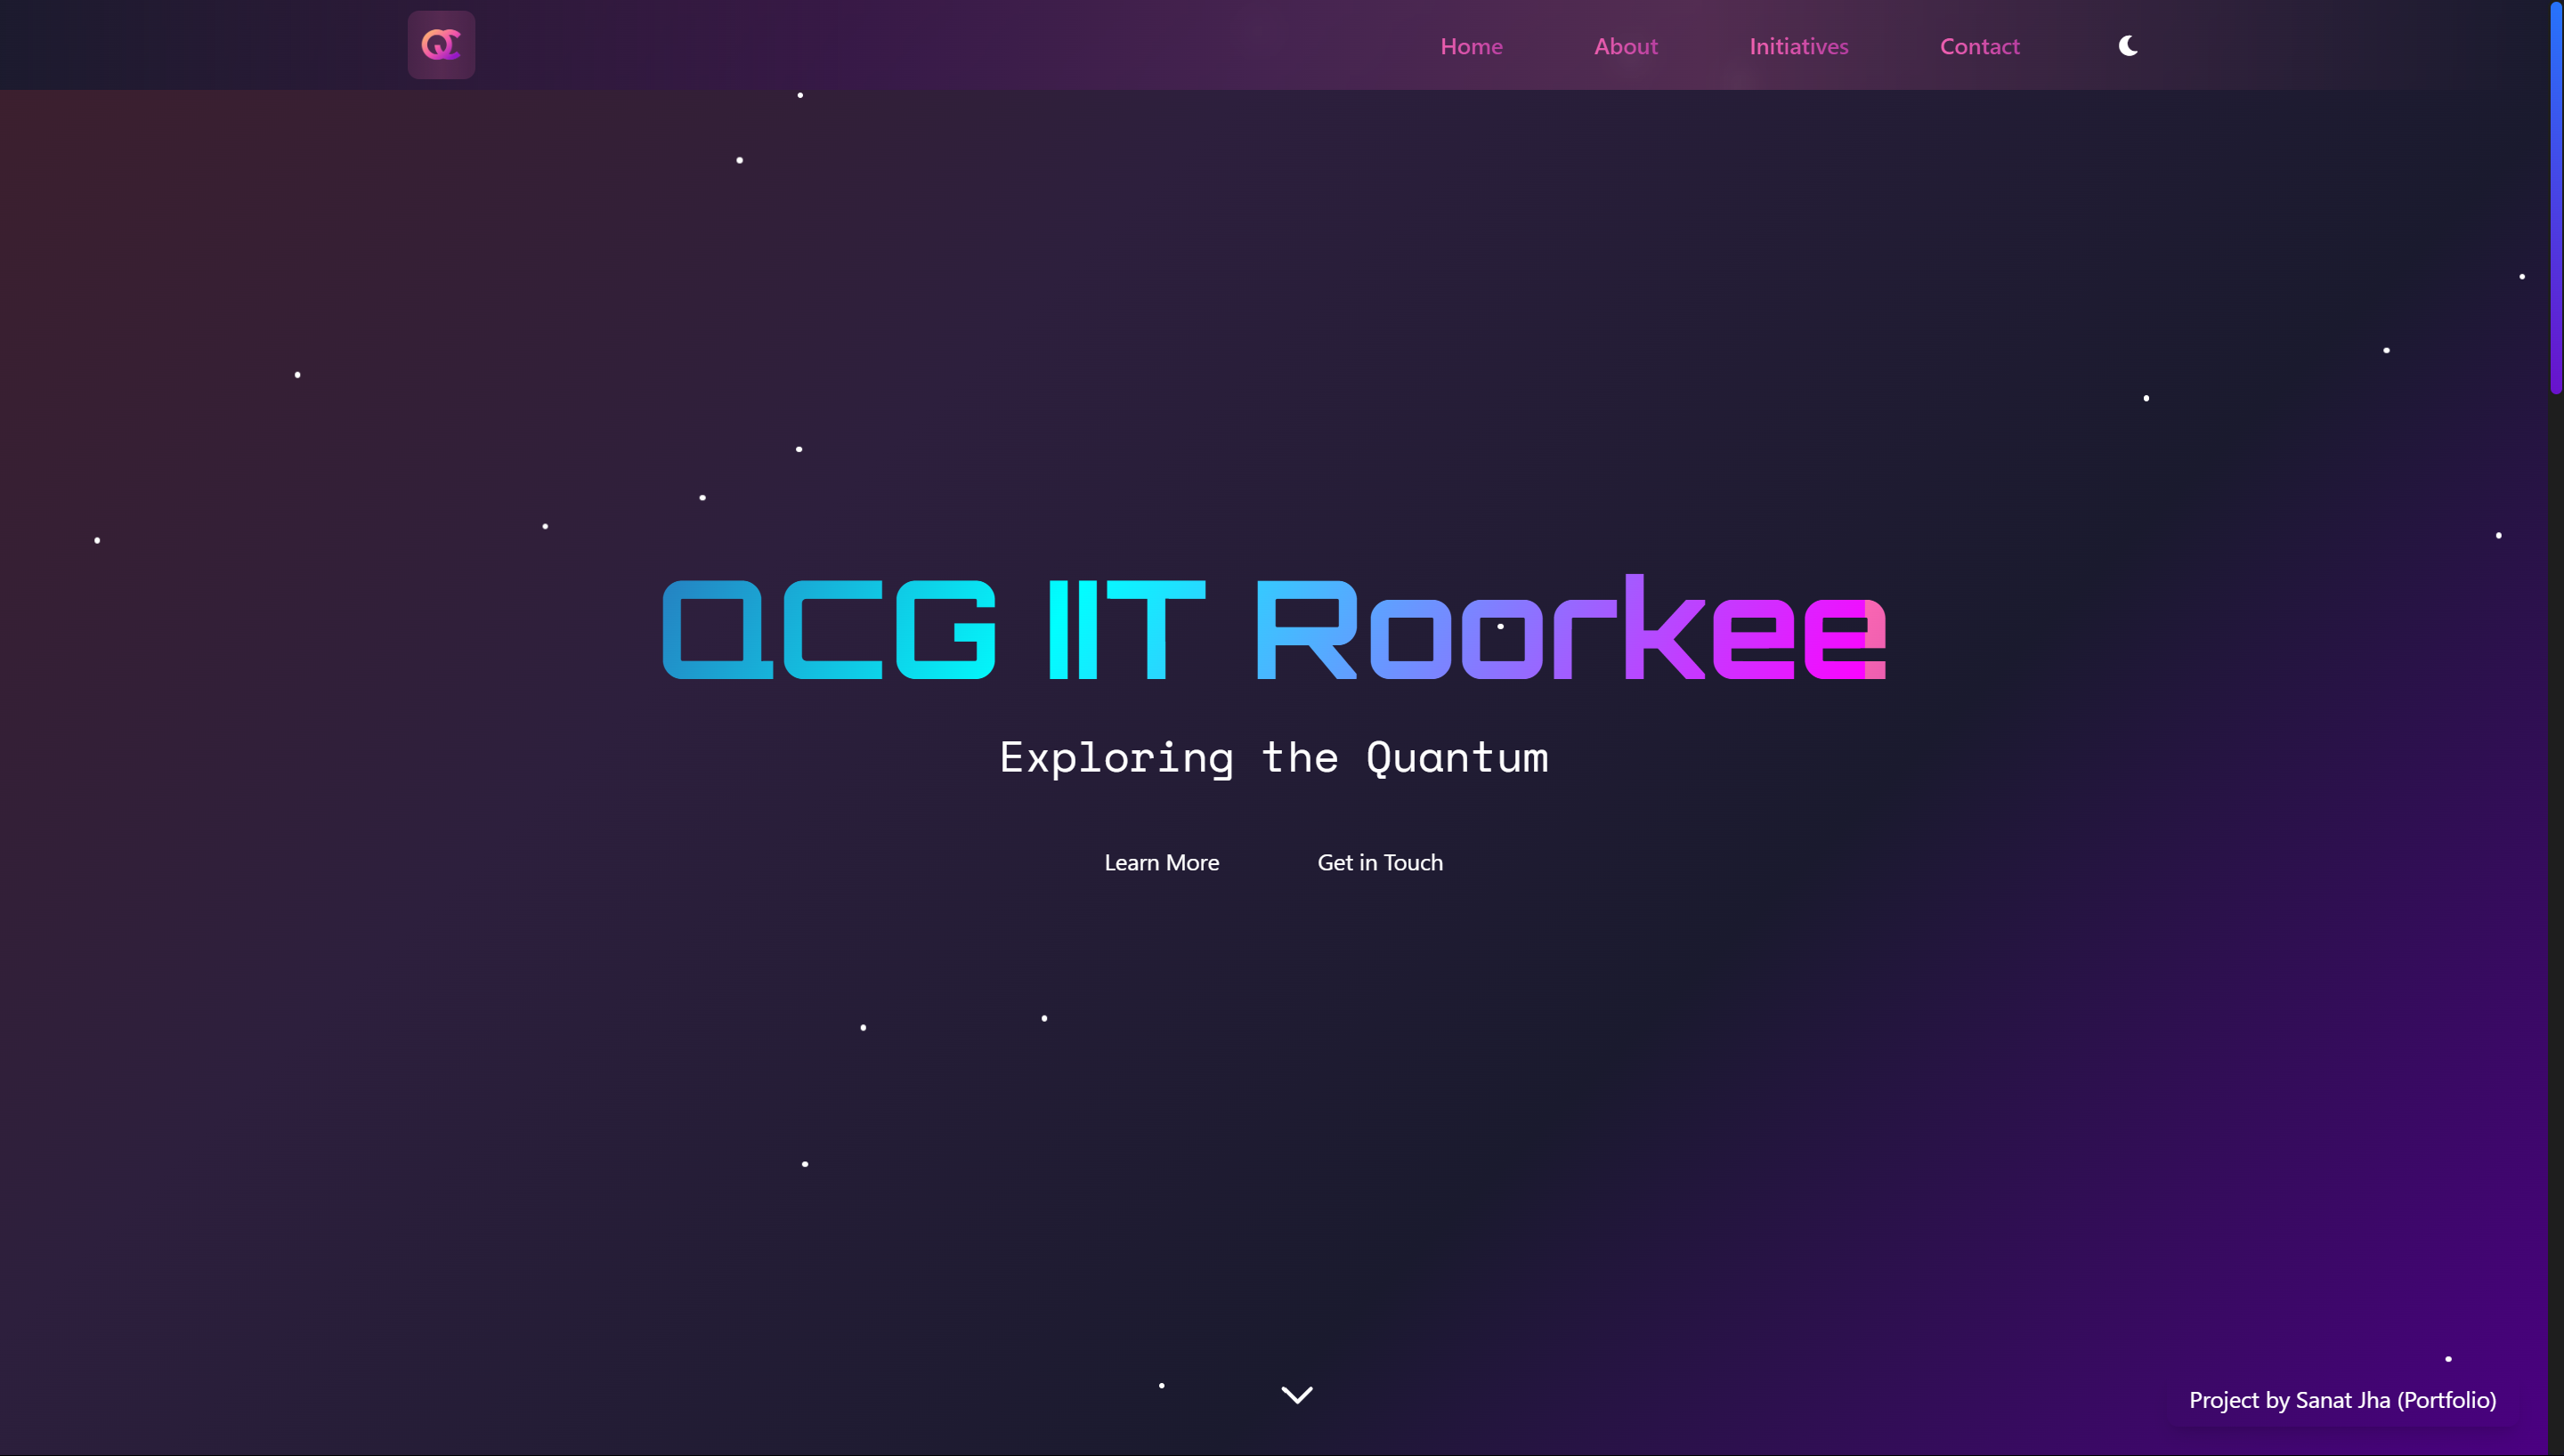 QC
Home About Initiatives Contact
QCG IIT Roorkee
Exploring the Quantum
Learn More Get in Touch
Project by Sanat Jha (Portfolio)